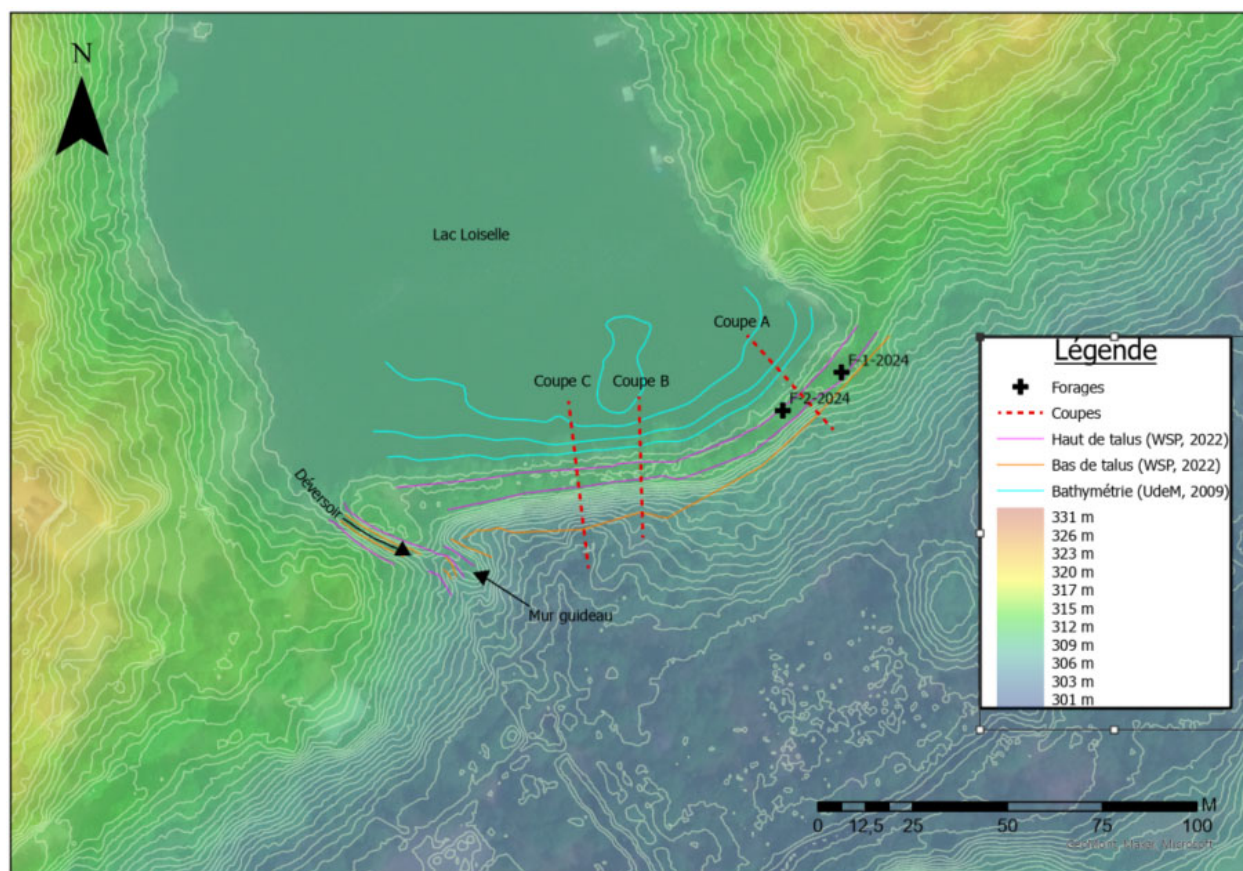 N
Lac Loiselle
Coupe A
F-1-2024
Coupe C
Coupe B
F-2-2024
Déversoir
Mur guideau
Légende
Forages
Coupes
Haut de talus (WSP, 2022)
Bas de talus (WSP, 2022)
Bathymétrie (UdeM, 2009)
331 m
326 m
323 m
320 m
317 m
315 m
312 m
309 m
306 m
303 m
301 m
M
0 12,5 25 50 75 100
Microsoft